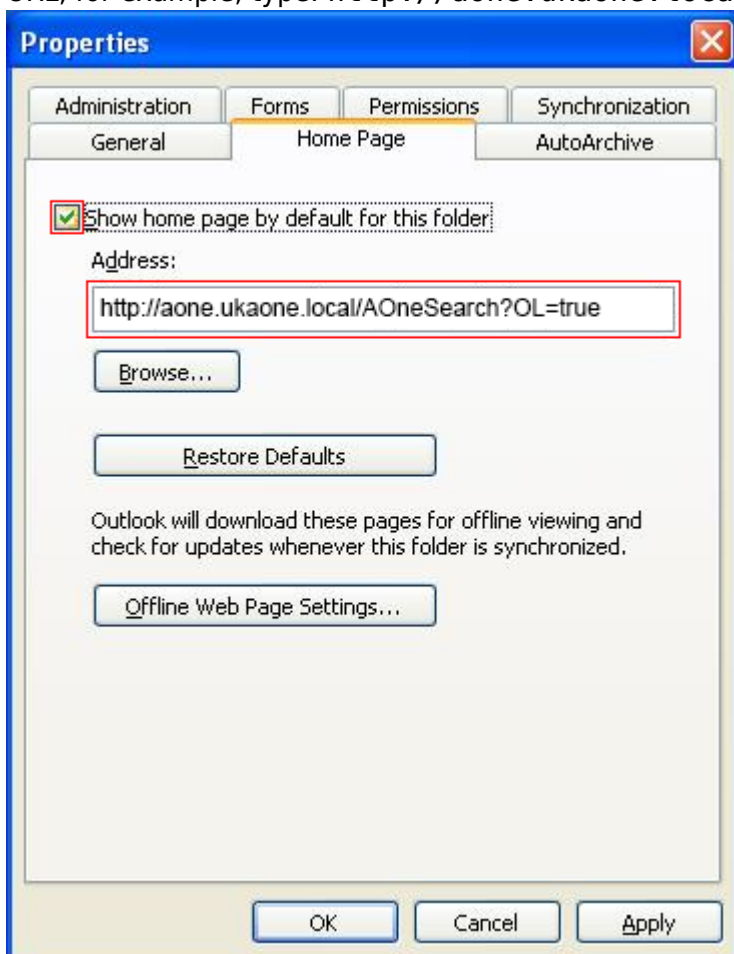 Properties
Administration Forms Permissions Synchronization
General Home Page AutoArchive
Show home page by default for this folder
Address:
http://aone.ukaone.local/AOneSearch?OL=true
Browse...
Restore Defaults
Outlook will download these pages for offline viewing and
check for updates whenever this folder is synchronized.
Offline Web Page Settings...
OK Cancel Apply